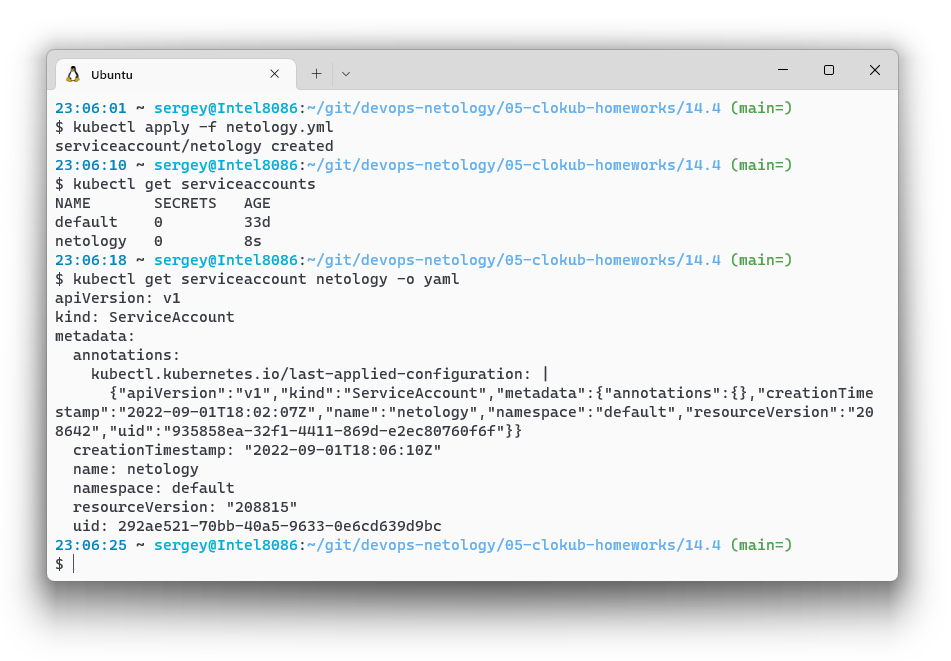 Ubuntu
23:06:01 ~ sergey@Intel8086:~/git/devops-netology/05-clokub-homeworks/14.4 (main=)
$ kubectl apply -f netology.yml
serviceaccount/netology created
23:06:10 ~ sergey@Intel8086:~/git/devops-netology/05-clokub-homeworks/14.4 (main=)
$ kubectl get serviceaccounts
NAME       SECRETS   AGE
default    0         33d
netology   0         8s
23:06:18 ~ sergey@Intel8086:~/git/devops-netology/05-clokub-homeworks/14.4 (main=)
$ kubectl get serviceaccount netology -o yaml
apiVersion: v1
kind: ServiceAccount
metadata:
  annotations:
    kubectl.kubernetes.io/last-applied-configuration: |
      {"apiVersion":"v1","kind":"ServiceAccount","metadata":{"annotations":{},"creationTime
stamp":"2022-09-01T18:02:07Z","name":"netology","namespace":"default","resourceVersion":"20
8642","uid":"935858ea-32f1-4411-869d-e2ec80760f6f"}}
  creationTimestamp: "2022-09-01T18:06:10Z"
  name: netology
  namespace: default
  resourceVersion: "208815"
  uid: 292ae521-70bb-40a5-9633-0e6cd639d9bc
23:06:25 ~ sergey@Intel8086:~/git/devops-netology/05-clokub-homeworks/14.4 (main=)
$